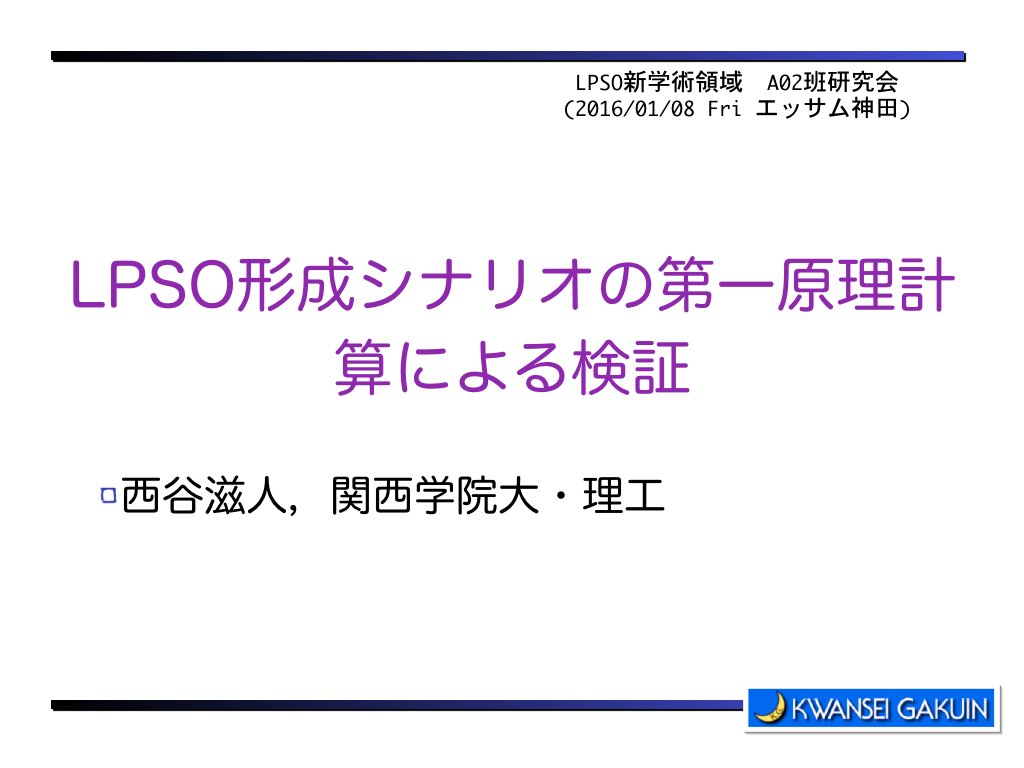 LPSO新学術領域　A02班研究会
(2016/01/08 Fri エッサム神田)
LPSO形成シナリオの第一原理計
算による検証
西谷滋人，関西学院大・理工
KWANSEI GAKUIN